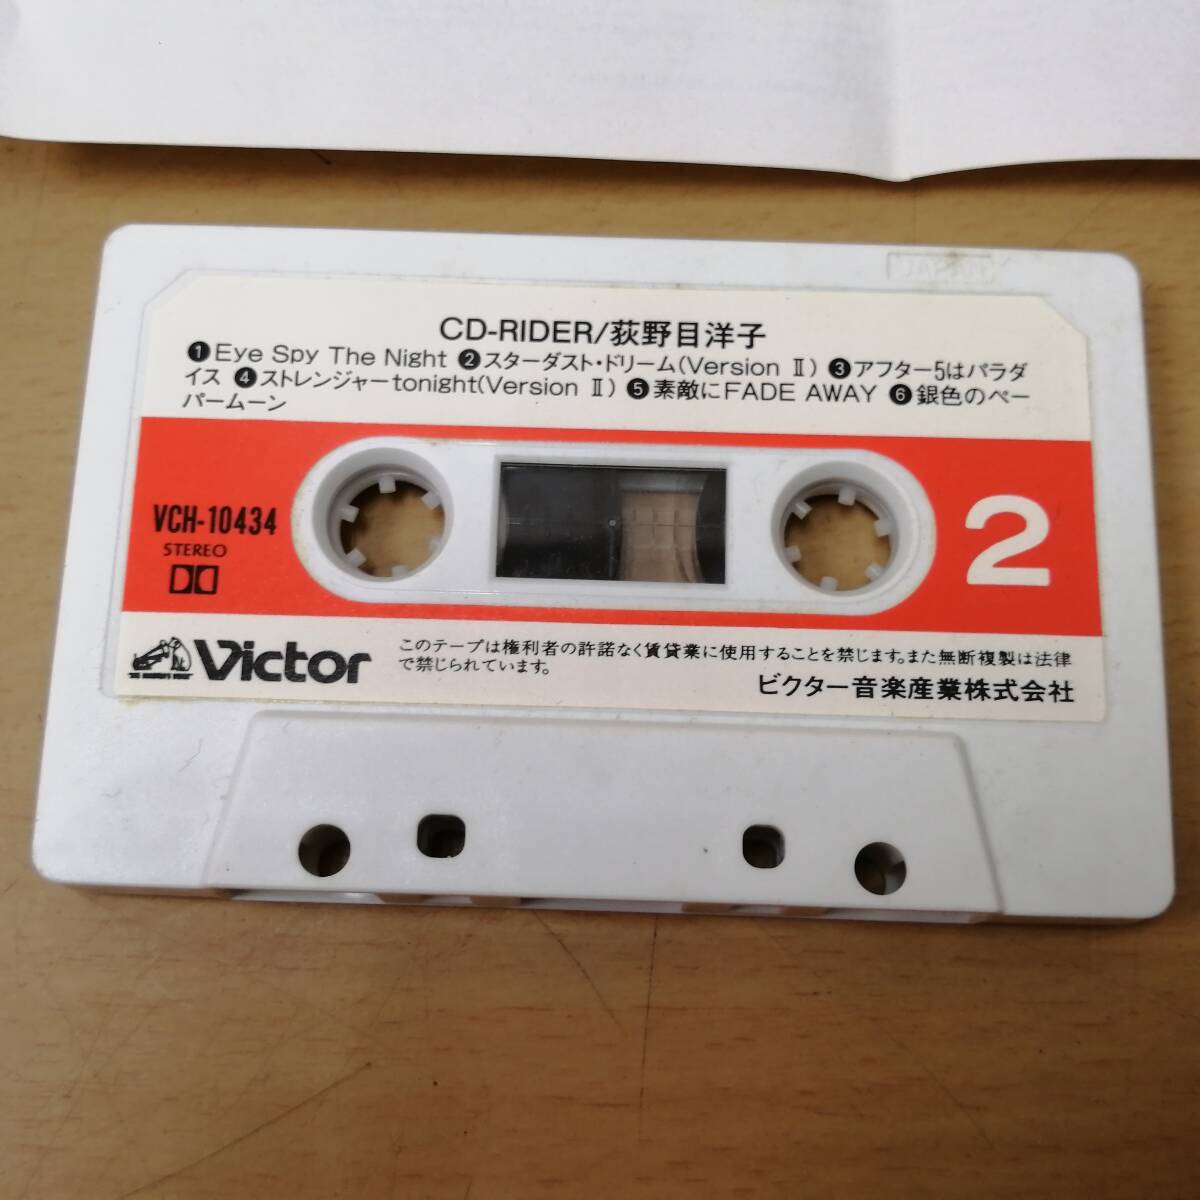 CD-RIDER/荻野目洋子
❶Eye Spy The Night ❷スターダスト・ドリーム(Version Ⅱ) ❸アフター5はパラダ
イス ❹ストレンジャーtonight(Version Ⅱ) ❺素敵にFADE AWAY ❻銀色のペー
パームーン
VCH-10434
STEREO
2
Victor
このテープは権利者の許諾なく賃貸業に使用することを禁じます。また無断複製は法律
で禁じられています。
ビクター音楽産業株式会社